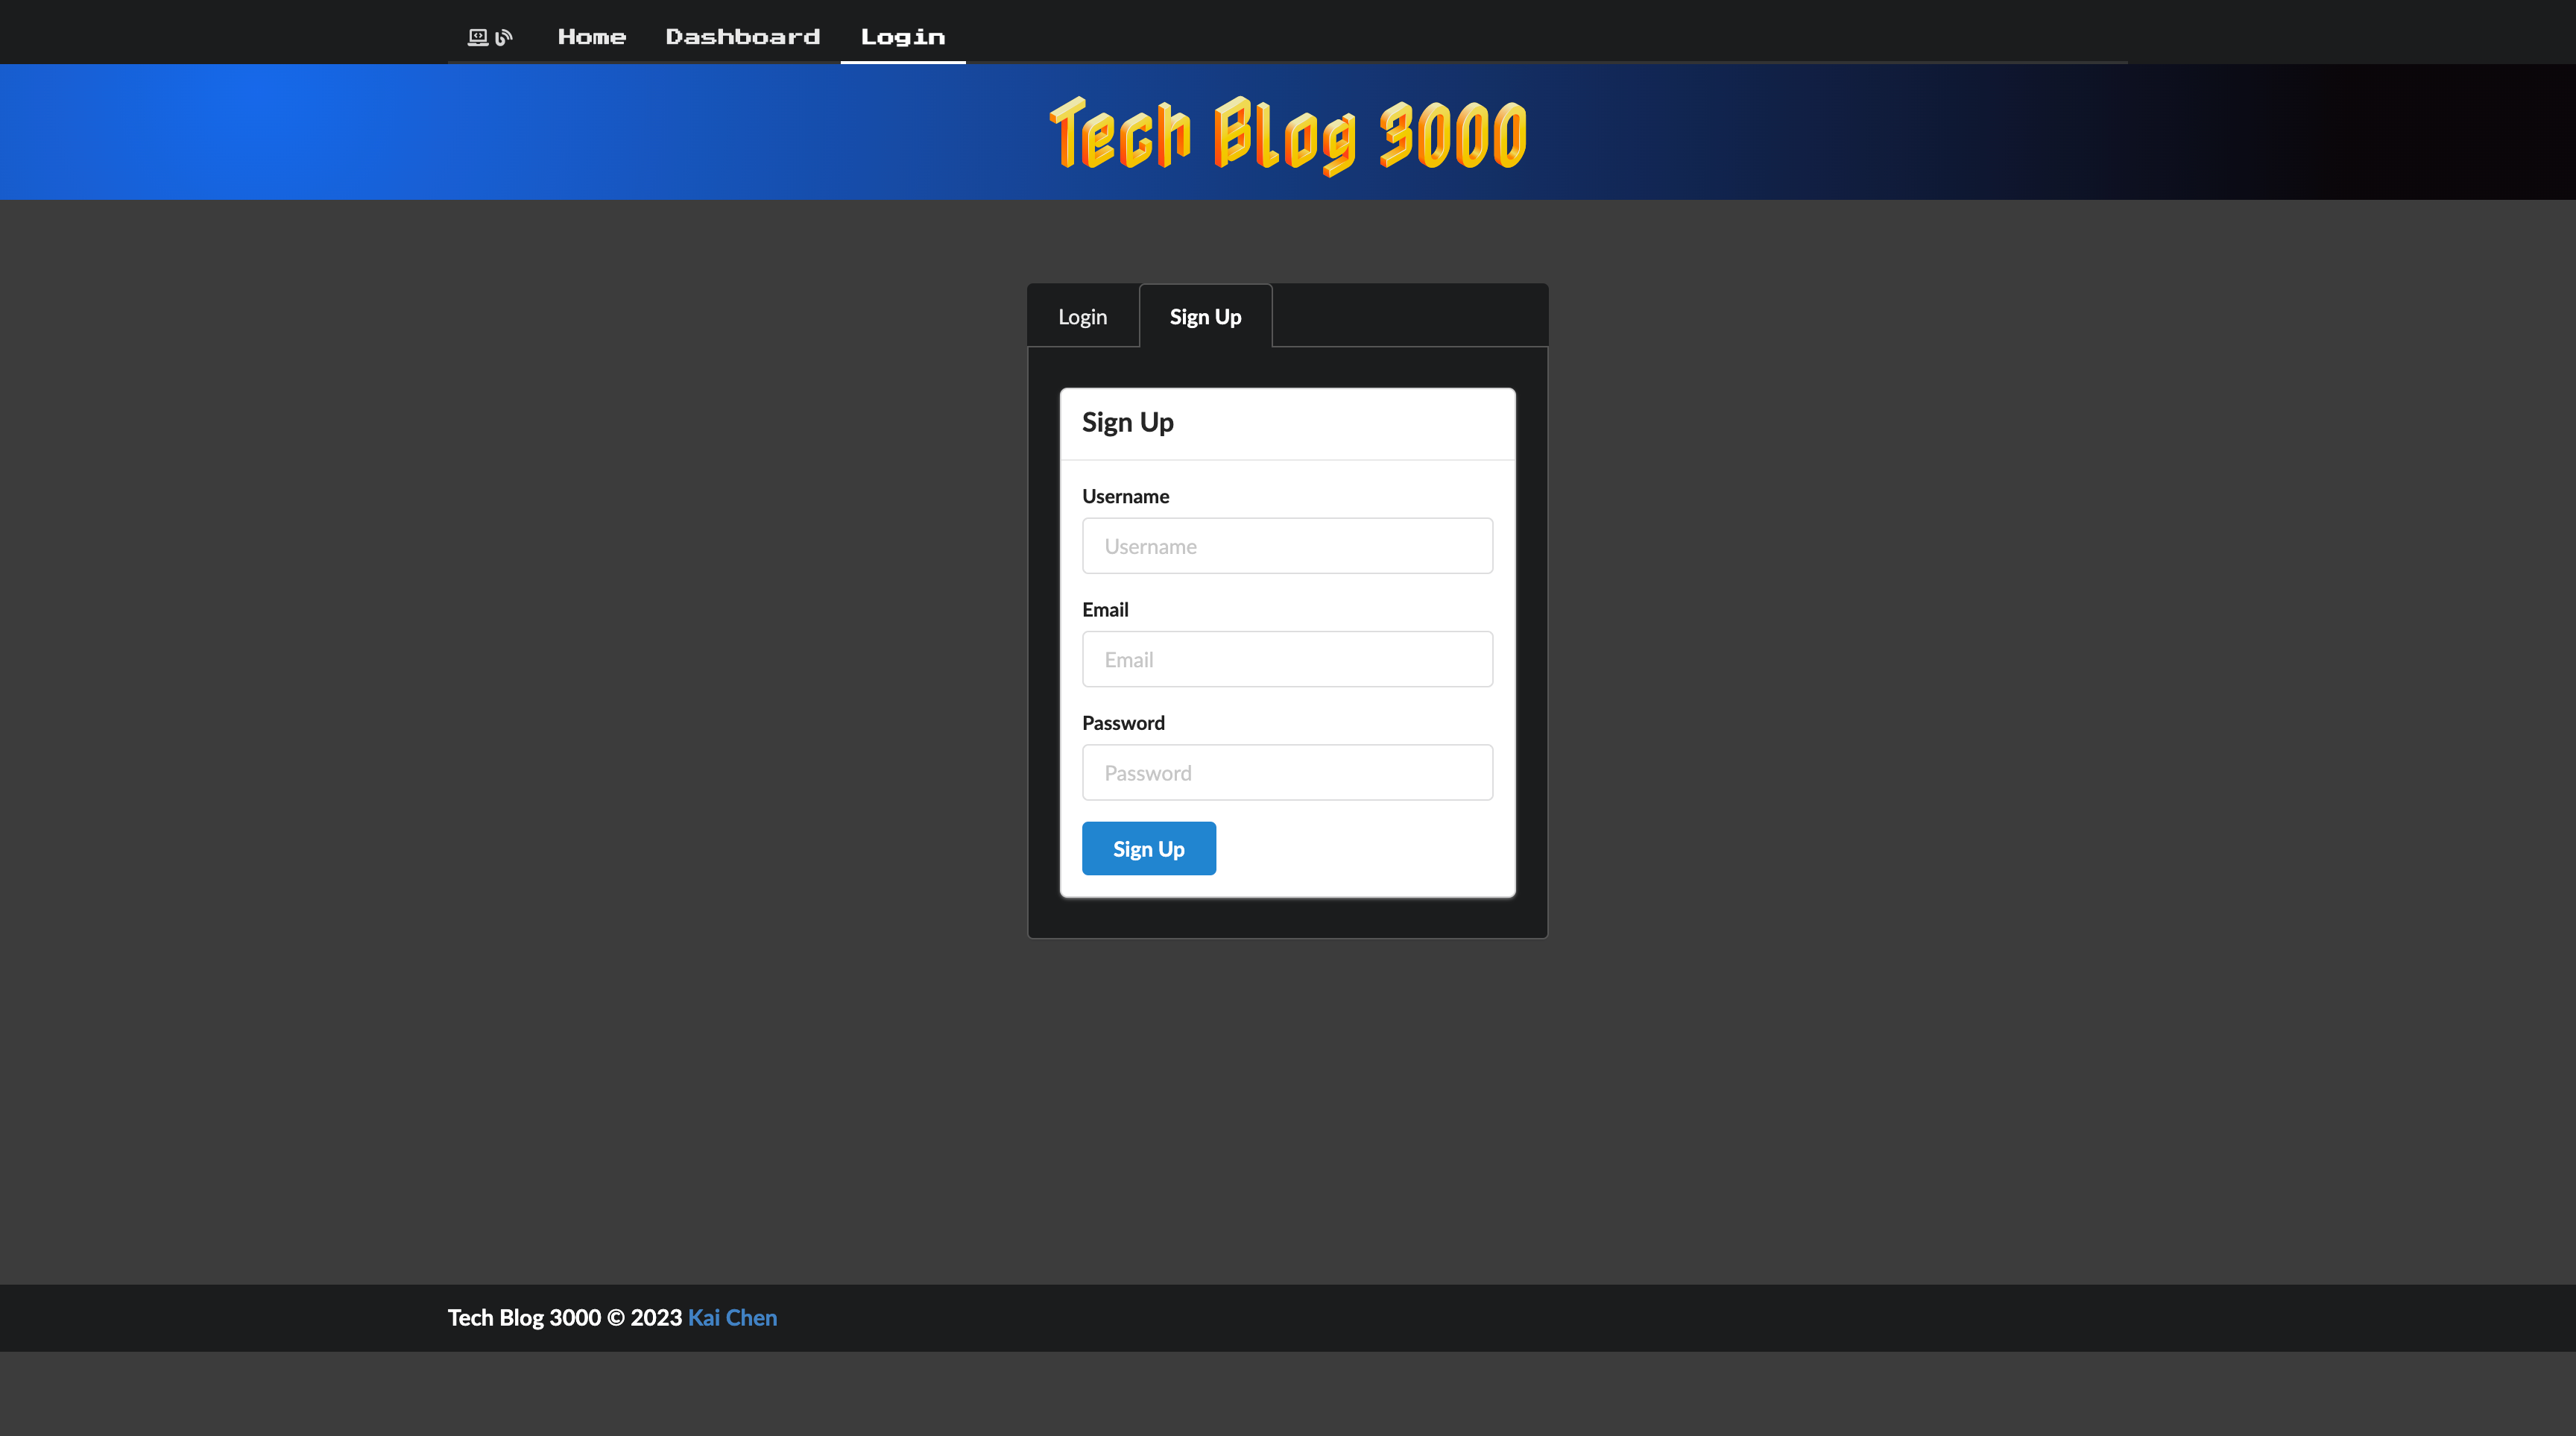 Home Dashboard Login
Tech Blog 3000
Login Sign Up
Sign Up
Username
Username
Email
Email
Password
Password
Sign Up
Tech Blog 3000 © 2023 Kai Chen